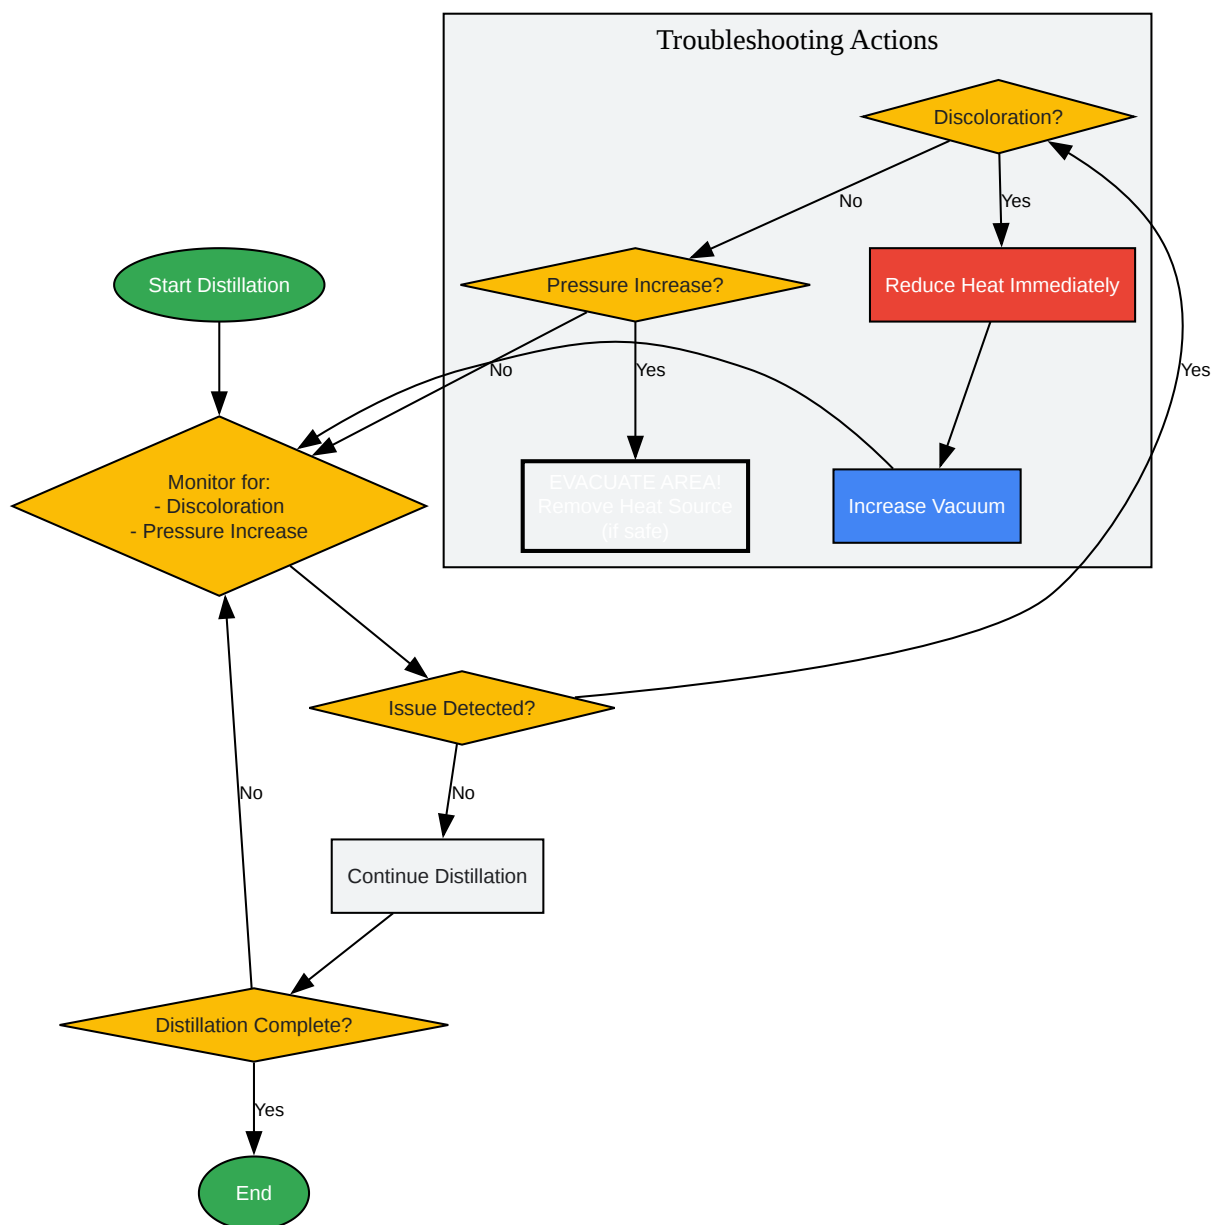 Troubleshooting Actions
Discoloration?
No
Yes
Start Distillation
Pressure Increase?
Reduce Heat Immediately
No
Yes
Yes
Monitor for:
- Discoloration
- Pressure Increase
EVACUATE AREA!
Remove Heat Source
(if safe)
Increase Vacuum
Issue Detected?
No
No
Continue Distillation
Distillation Complete?
Yes
End